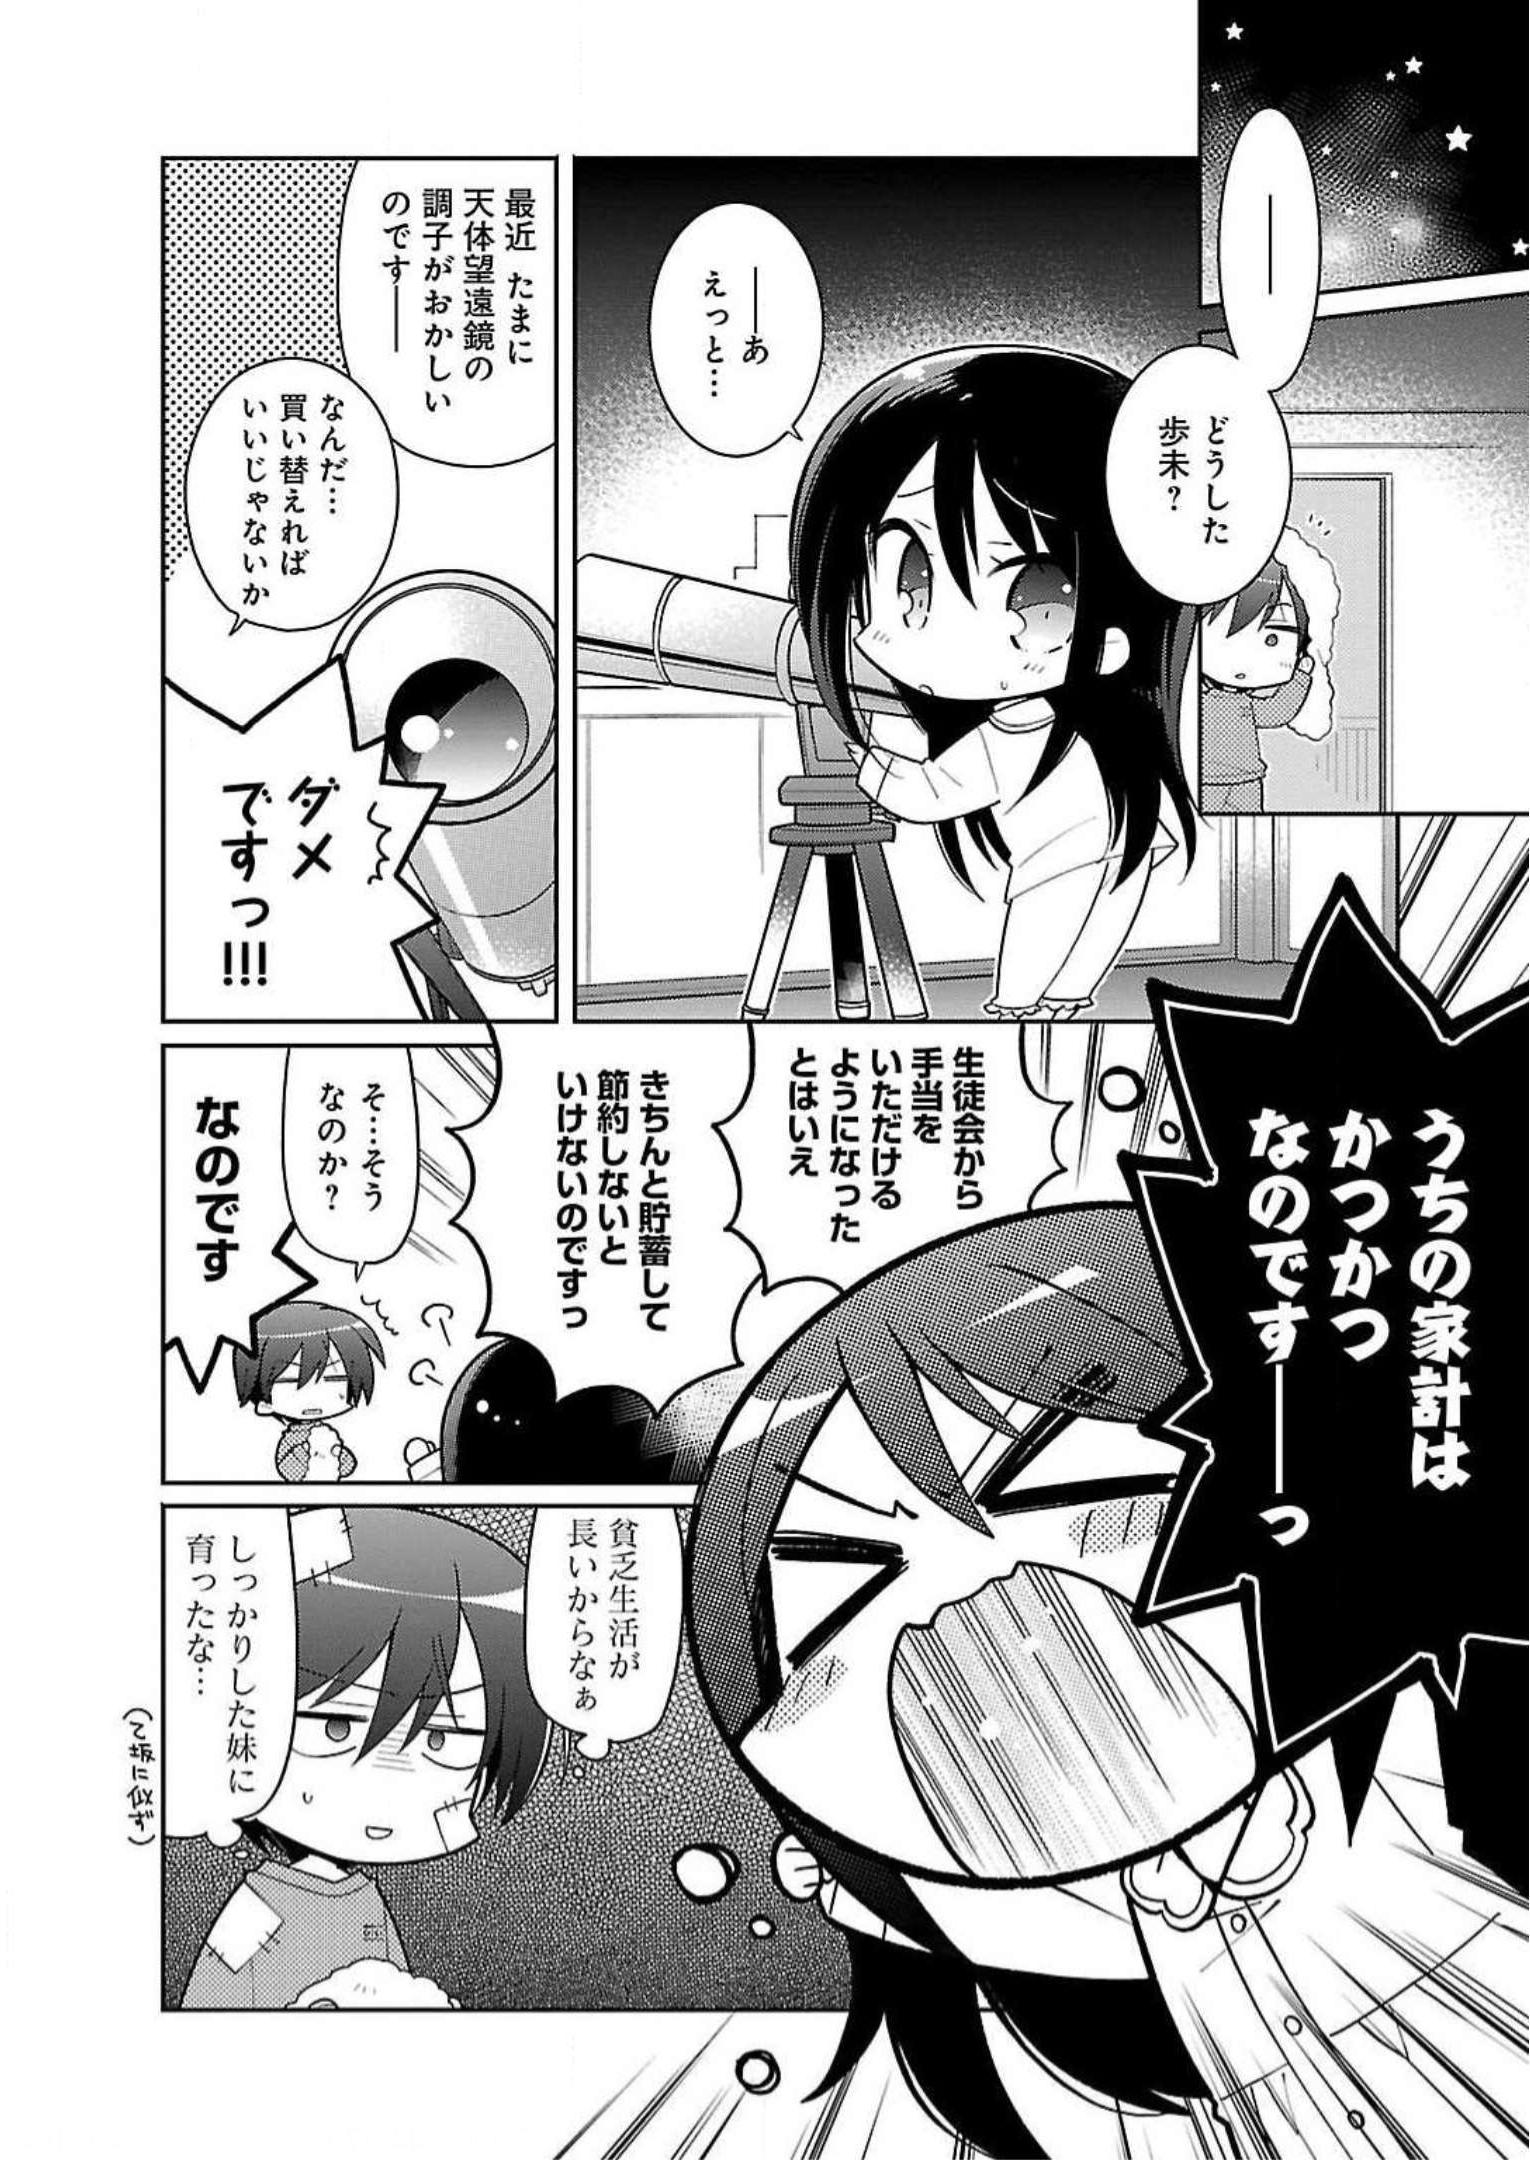 ――
どうした
歩未？
――あ
えっと…
最近 たまに
天体望遠鏡の
調子がおかしい
のです――
なんだ…
買い替えれば
いいじゃないか
ダメ
ですっ!!!
うちの家計は
かつかつ
なのです――っ
生徒会から
手当を
いただける
ようになった
とはいえ
きちんと貯蓄して
節約しないと
いけないのですっ
そ…そう
なのか？
なのです
貧乏生活が
長いからなぁ
しっかりした妹に
育ったな…
（乙坂に似ず）